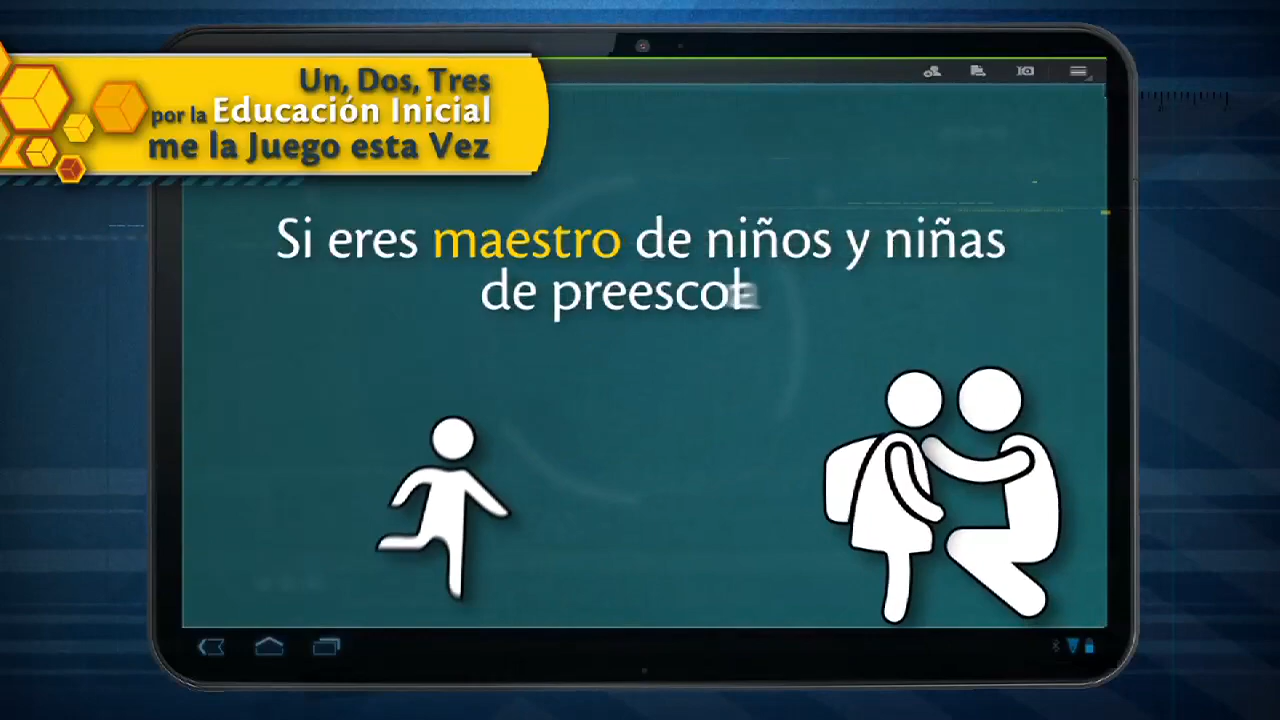 Un, Dos, Tres
por la Educación Inicial
me la Juego esta Vez
Si eres maestro de niños y niñas
de